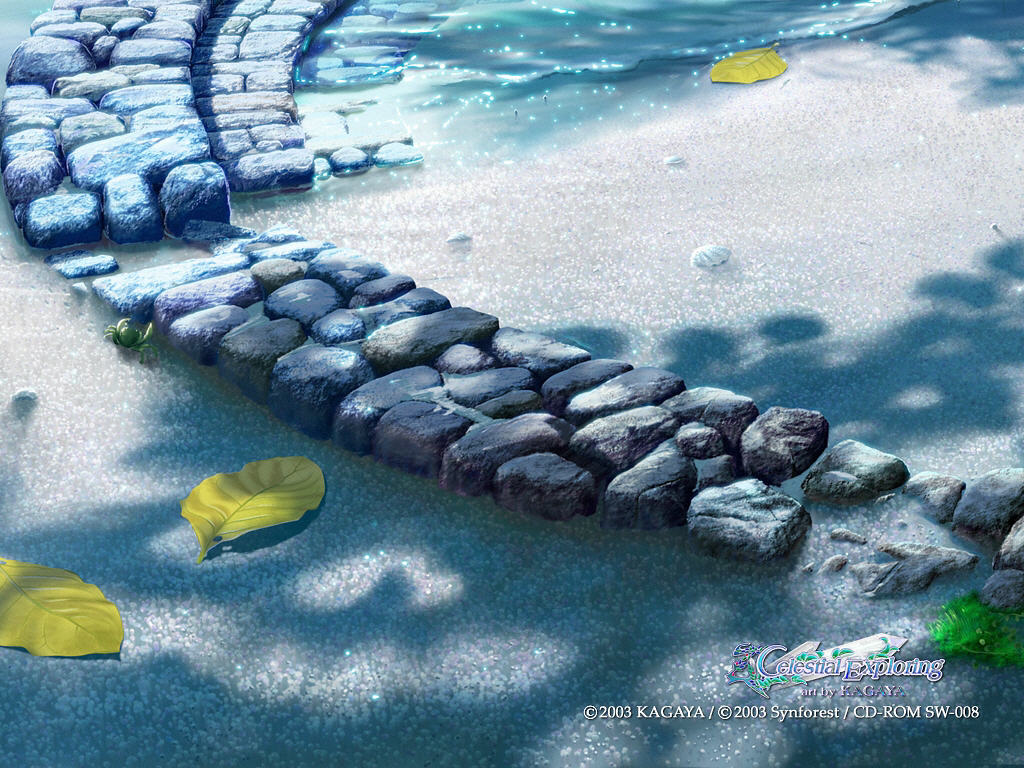 Celestial Exploring
art by KAGAYA
©2003 KAGAYA / ©2003 Synforest / CD-ROM SW-008